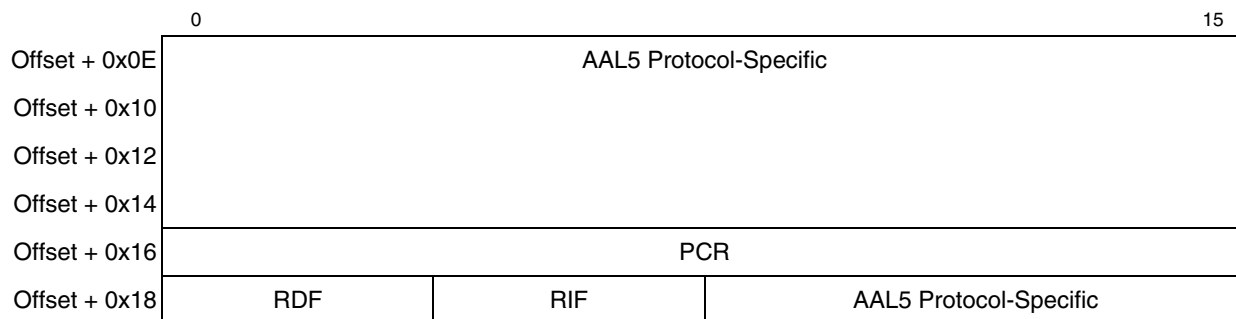 0 15
Offset + 0x0E AAL5 Protocol-Specific
Offset + 0x10
Offset + 0x12
Offset + 0x14
Offset + 0x16 PCR
Offset + 0x18 RDF RIF AAL5 Protocol-Specific